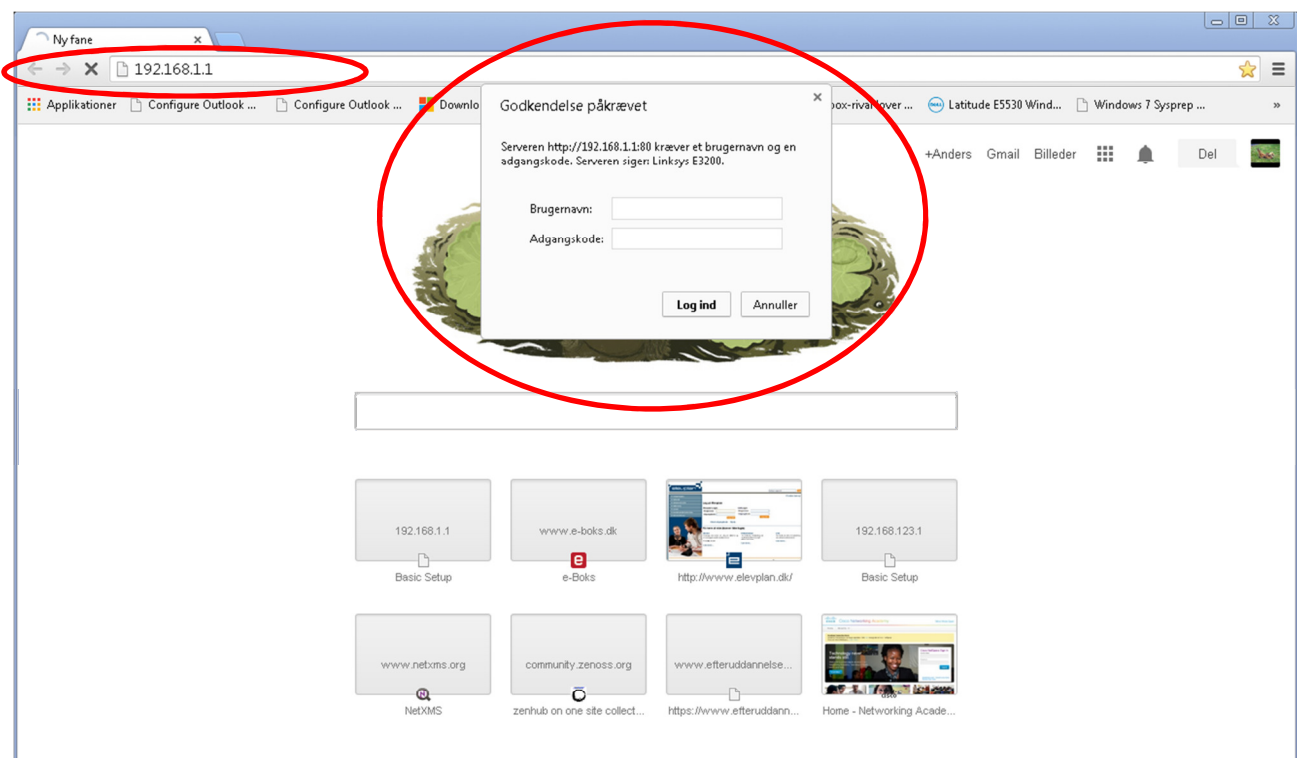 Ny fane
192.168.1.1
Applikationer Configure Outlook ... Configure Outlook ... Downlo box-rival lover ... Latitude E5530 Wind... Windows 7 Sysprep ... »
Godkendelse påkrævet
Serveren http://192.168.1.1:80 kræver et brugernavn og en
adgangskode. Serveren siger: Linksys E3200.
Brugernavn:
Adgangskode:
Log ind Annuller
+Anders Gmail Billeder Del
192.168.1.1 www.e-boks.dk 192.168.123.1
Basic Setup e-Boks http://www.elevplan.dk/ Basic Setup
www.netxms.org community.zenoss.org www.efteruddannelse...
NetXMS zenhub on one site collect... https://www.efteruddann... Home - Networking Acade...